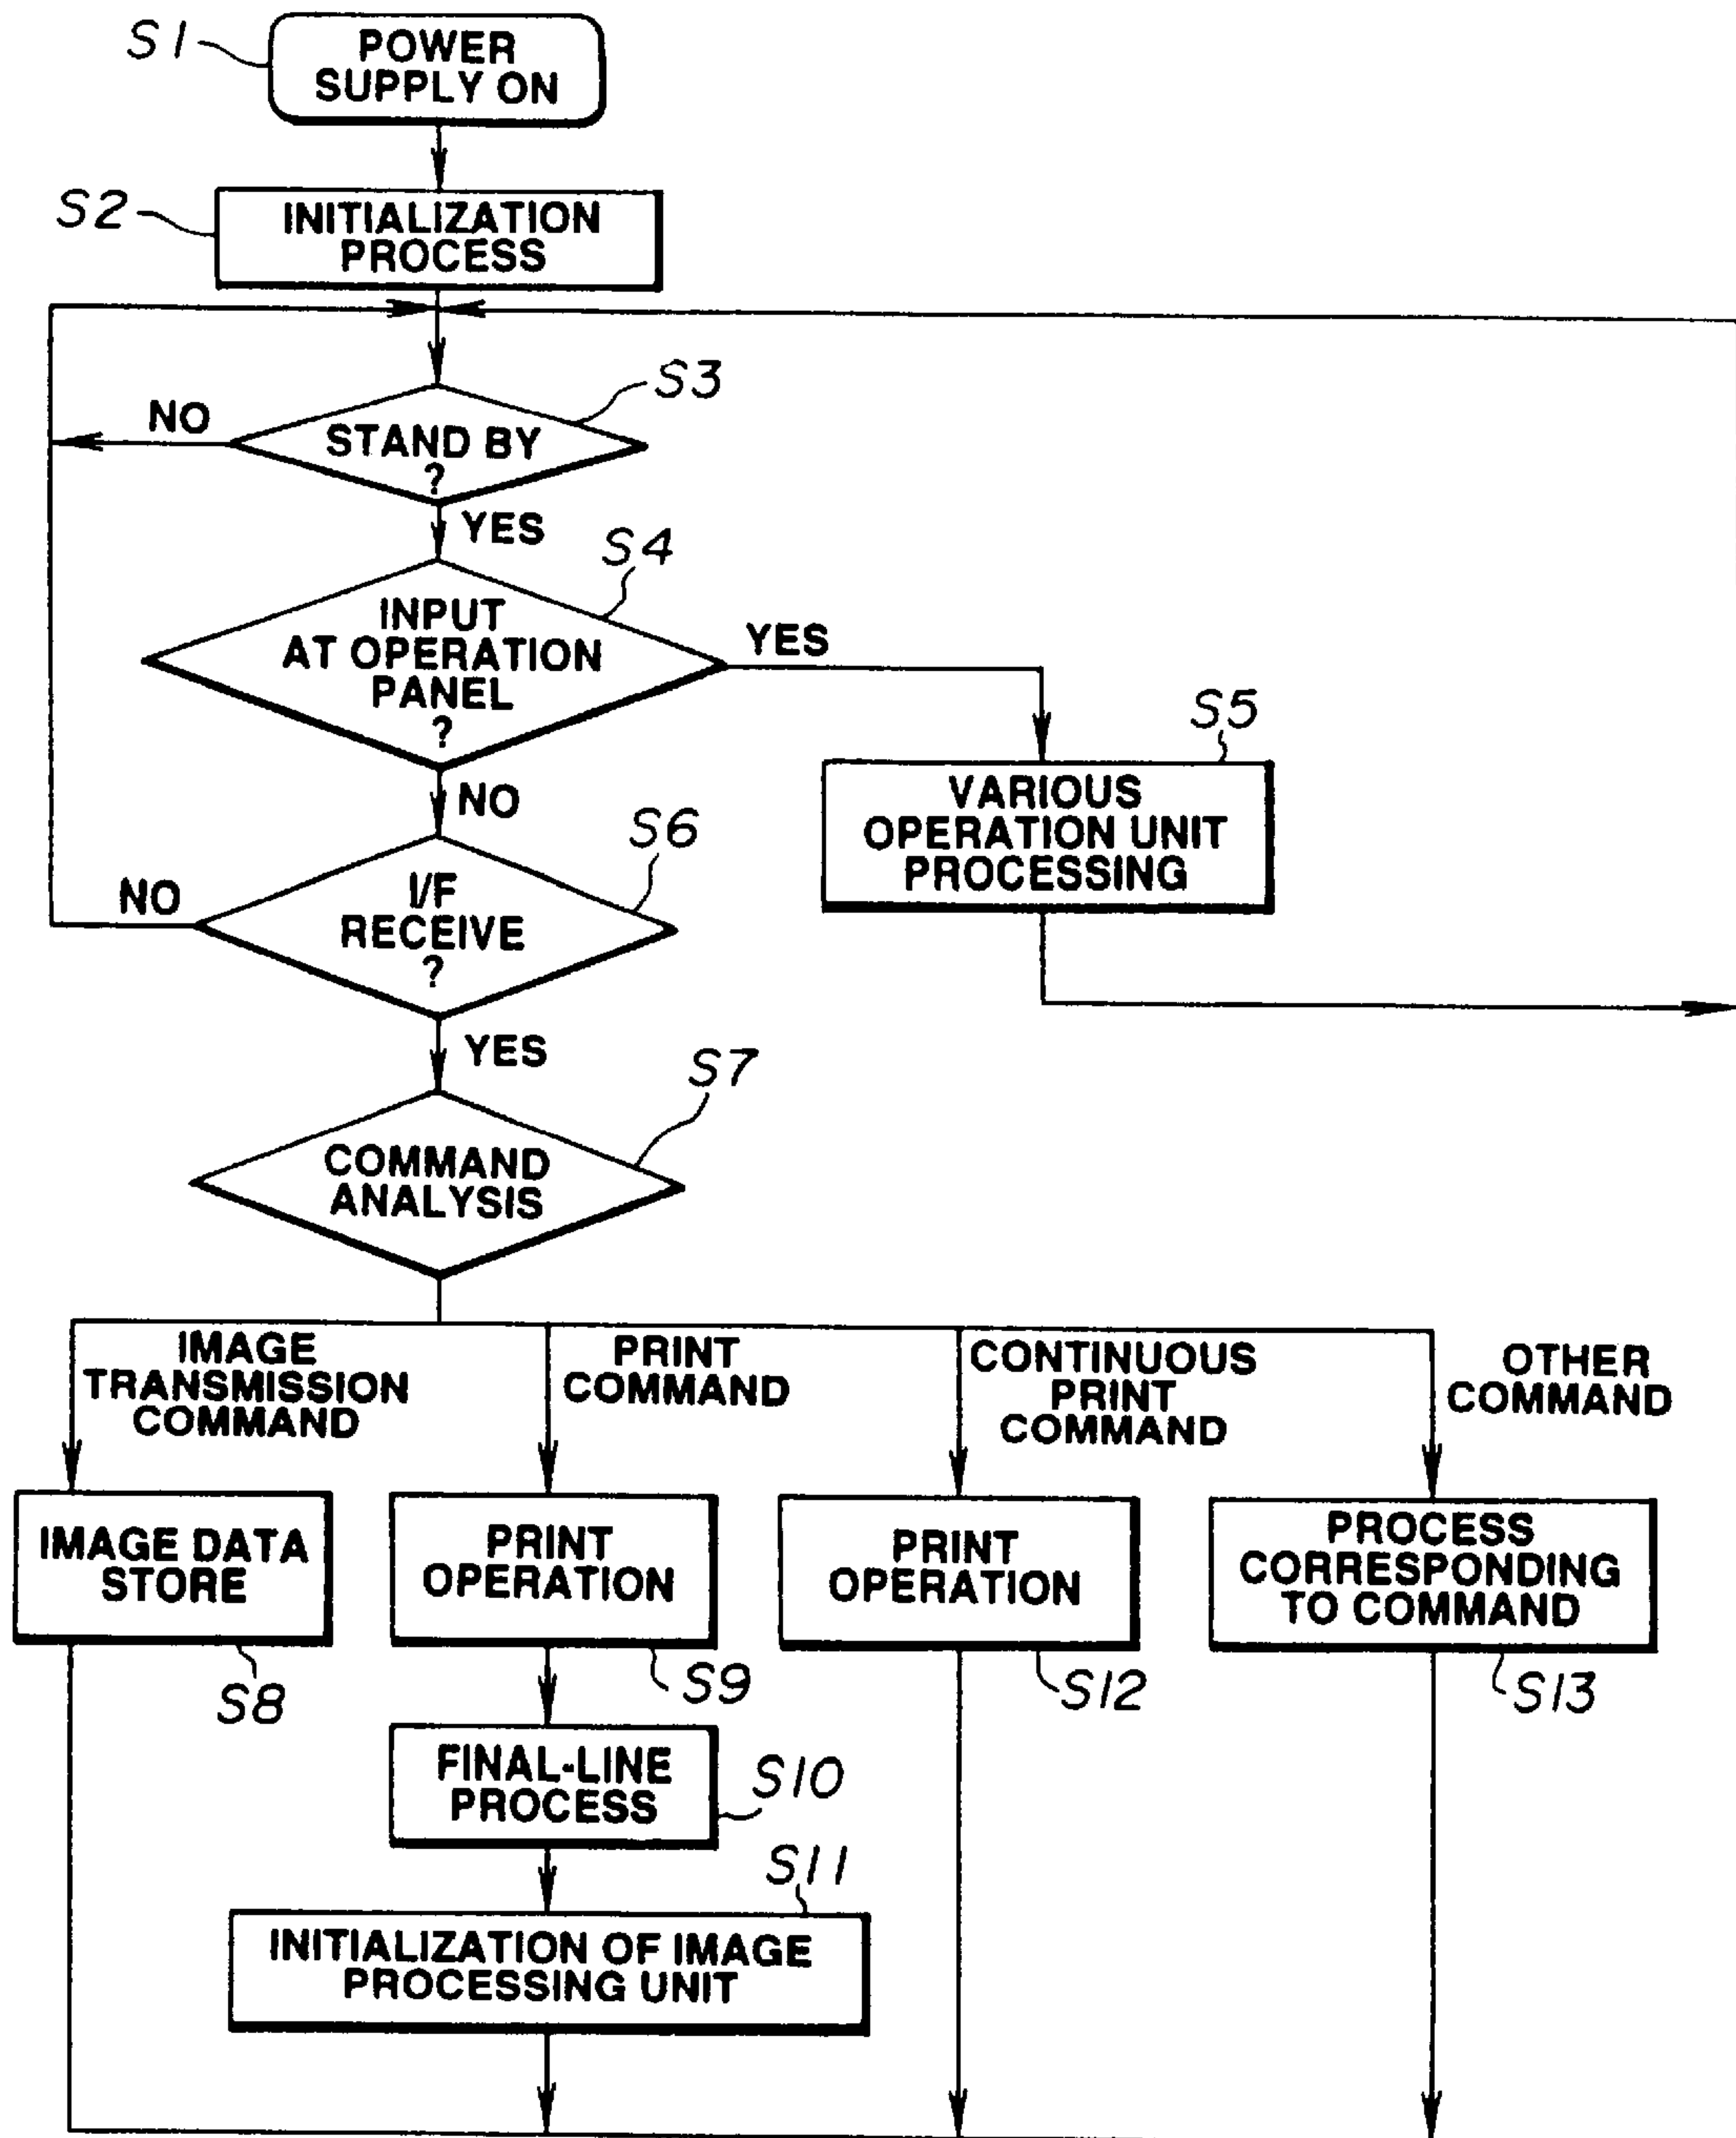 S1
POWER
SUPPLY ON
S2
INITIALIZATION
PROCESS
S3
NO
STAND BY
?
YES
S4
INPUT
AT OPERATION
PANEL
?
YES
S5
VARIOUS
OPERATION UNIT
PROCESSING
NO
S6
NO
I/F
RECEIVE
?
YES
S7
COMMAND
ANALYSIS
IMAGE
TRANSMISSION
COMMAND
PRINT
COMMAND
CONTINUOUS
PRINT
COMMAND
OTHER
COMMAND
IMAGE DATA
STORE
S8
PRINT
OPERATION
S9
PRINT
OPERATION
S12
PROCESS
CORRESPONDING
TO COMMAND
S13
FINAL-LINE
PROCESS
S10
S11
INITIALIZATION OF IMAGE
PROCESSING UNIT